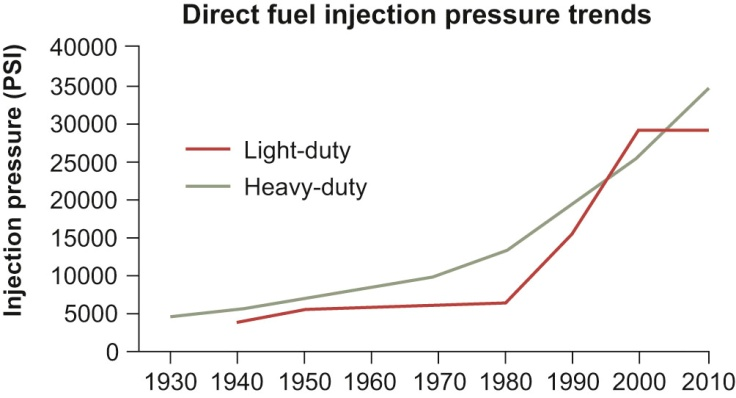 Direct fuel injection pressure trends
Injection pressure (PSI)
40000
35000
30000
25000
20000
15000
10000
5000
0
Light-duty
Heavy-duty
1930 1940 1950 1960 1970 1980 1990 2000 2010